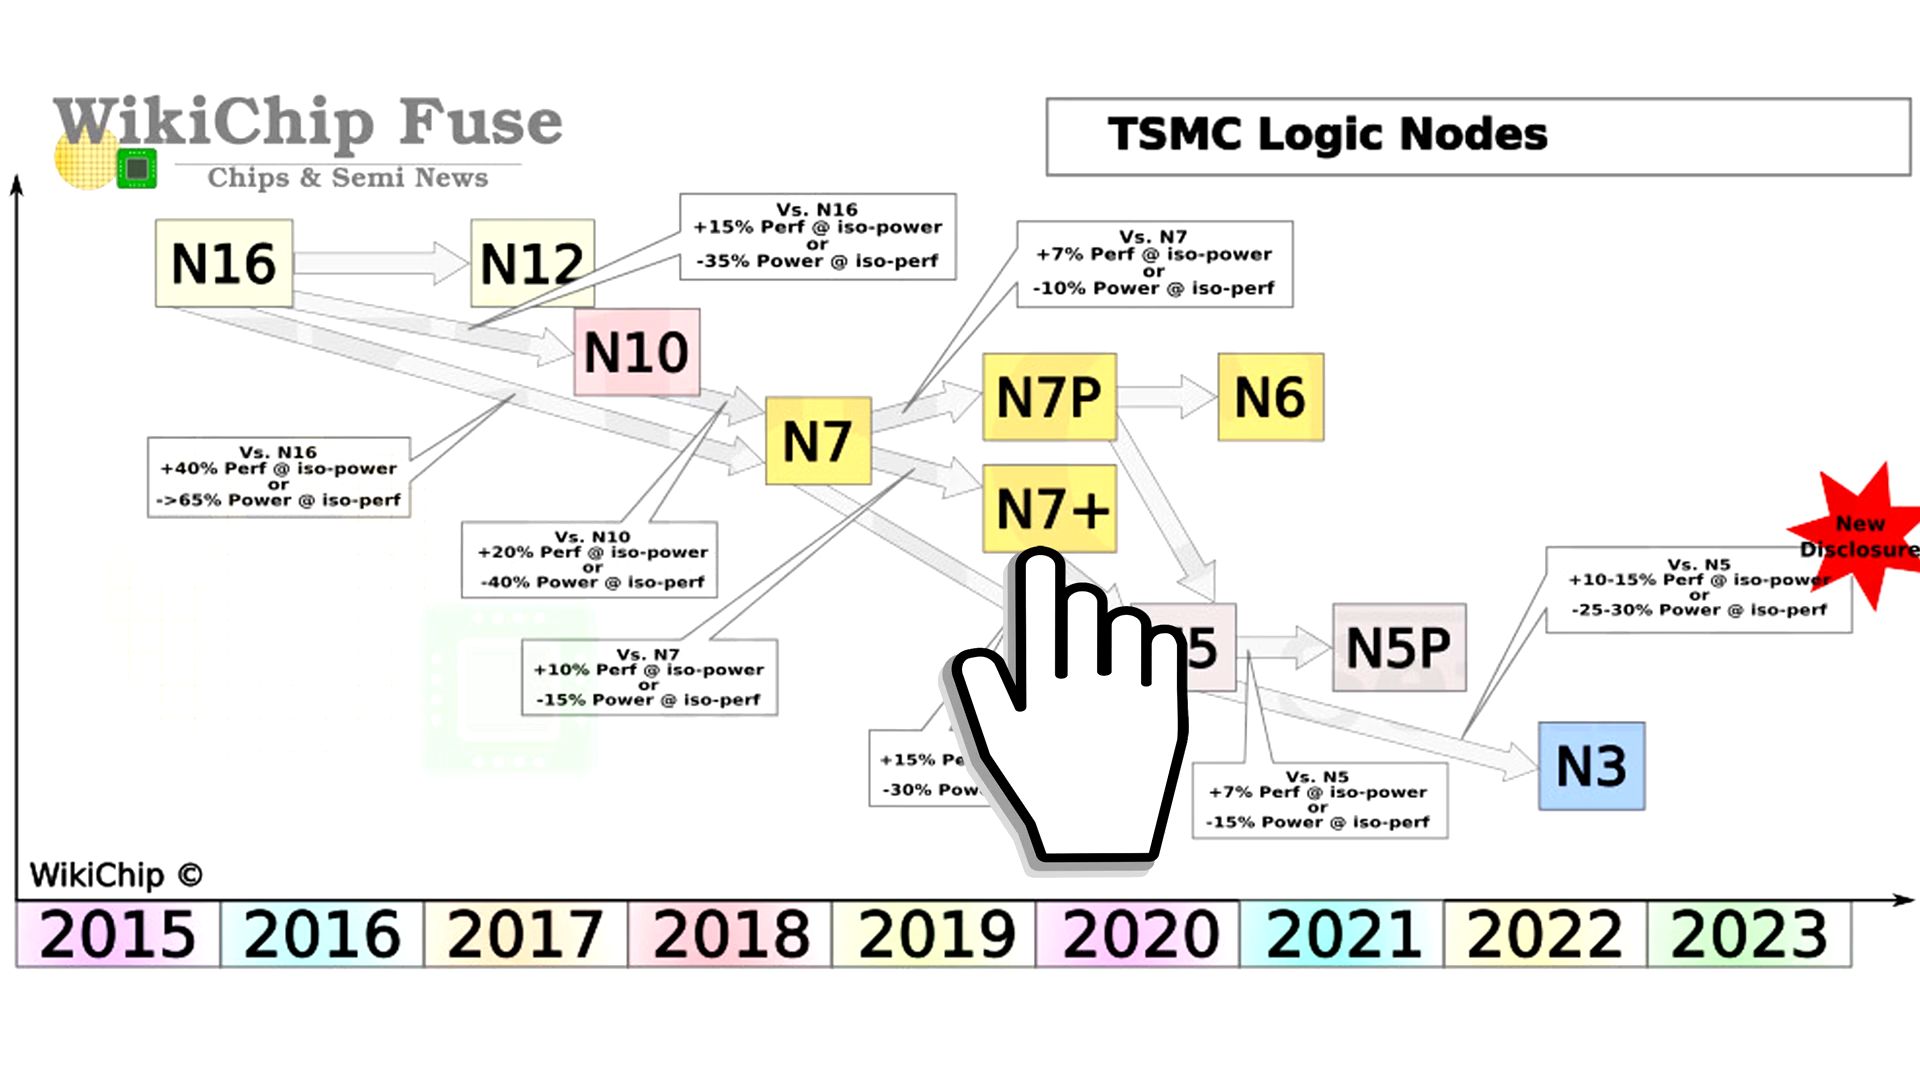 WikiChip Fuse
Chips & Semi News
TSMC Logic Nodes
N16
N12
Vs. N16
+15% Perf @ iso-power
or
-35% Power @ iso-perf
Vs. N7
+7% Perf @ iso-power
or
-10% Power @ iso-perf
N10
N7P
N6
N7
Vs. N16
+40% Perf @ iso-power
or
->65% Power @ iso-perf
N7+
Vs. N10
+20% Perf @ iso-power
or
-40% Power @ iso-perf
New
Disclosure
Vs. N5
+10-15% Perf @ iso-power
or
-25-30% Power @ iso-perf
Vs. N7
+10% Perf @ iso-power
or
-15% Power @ iso-perf
5
N5P
+15%
-30%
N3
Vs. N5
+7% Perf @ iso-power
or
-15% Power @ iso-perf
WikiChip ©
2015 2016 2017 2018 2019 2020 2021 2022 2023